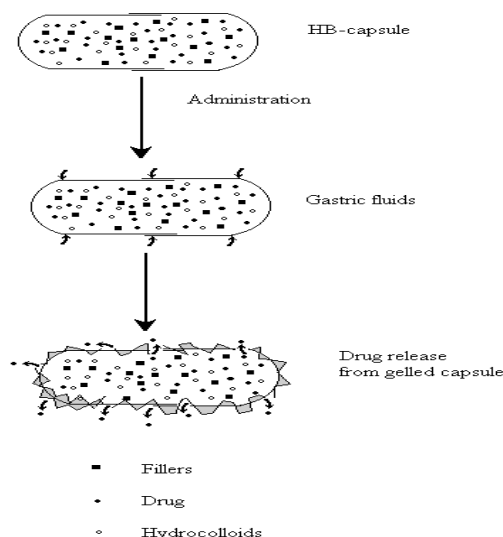 HB-capsule
Administration
Gastric fluids
Drug release
from gelled capsule
Fillers
Drug
Hydrocolloids